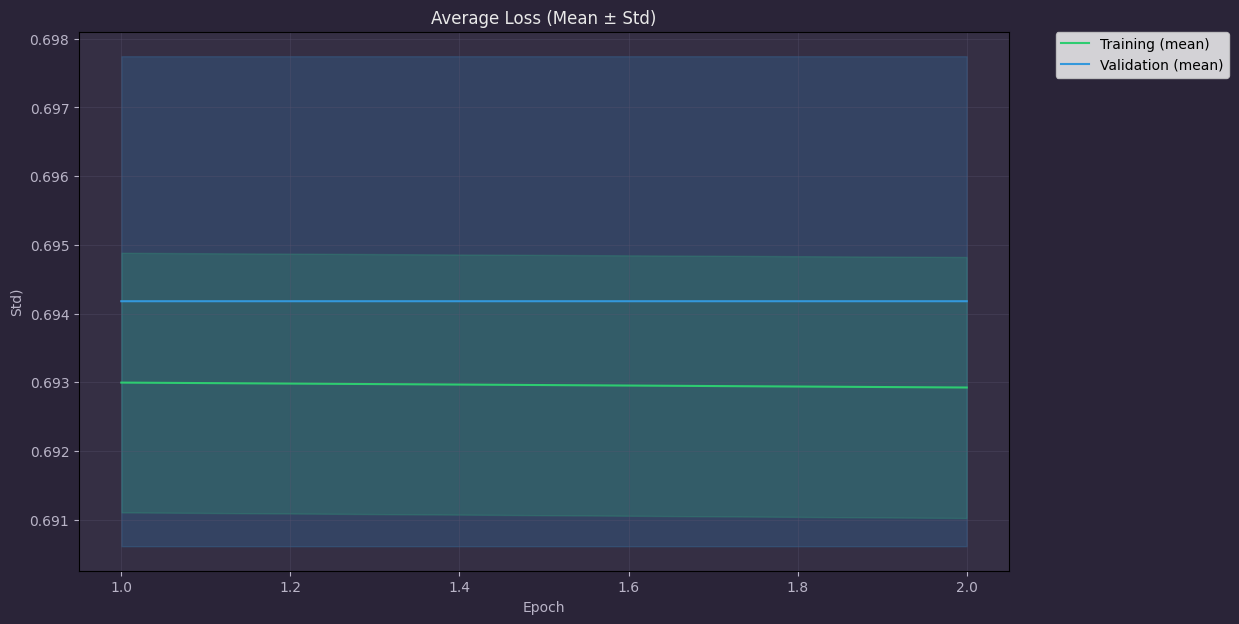 Average Loss (Mean ± Std)
Training (mean)
Validation (mean)
0.698
0.697
0.696
0.695
0.694
0.693
0.692
0.691
Std)
1.0 1.2 1.4 1.6 1.8 2.0
Epoch